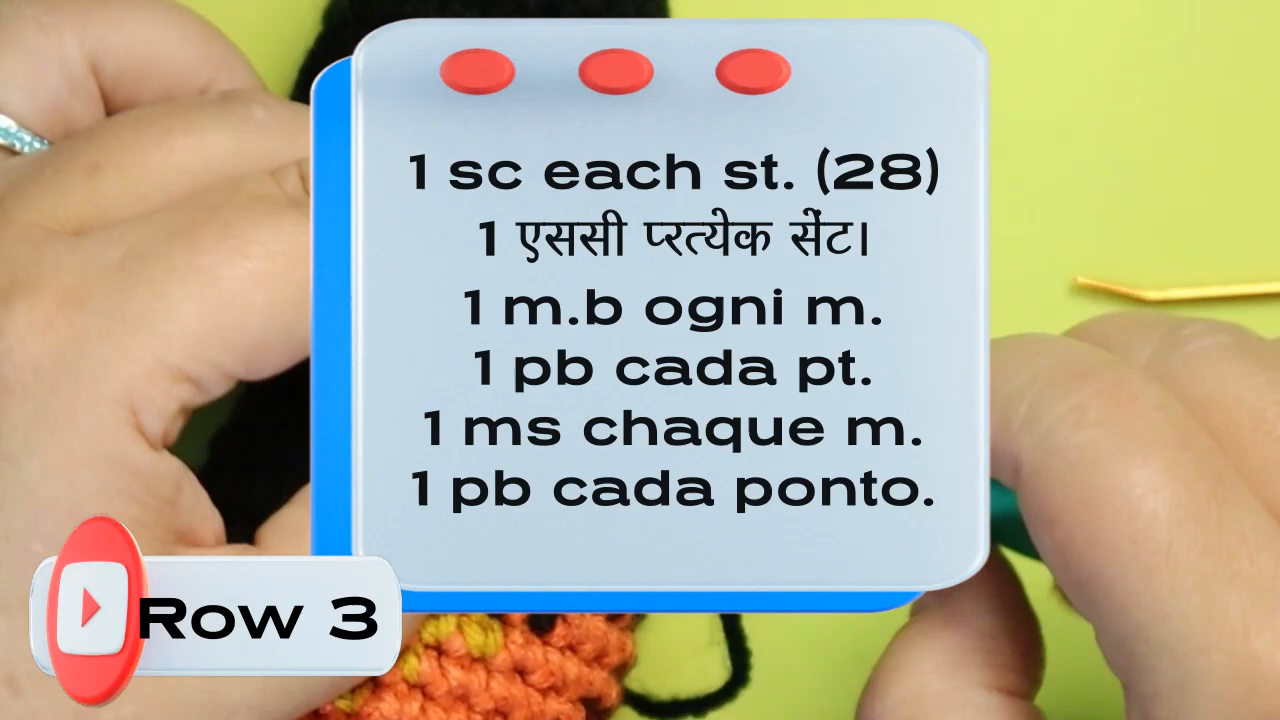 1 sc each st. (28)
1 एससी प्रत्येक सेंट।
1 m.b ogni m.
1 pb cada pt.
1 ms chaque m.
1 pb cada ponto.
Row 3